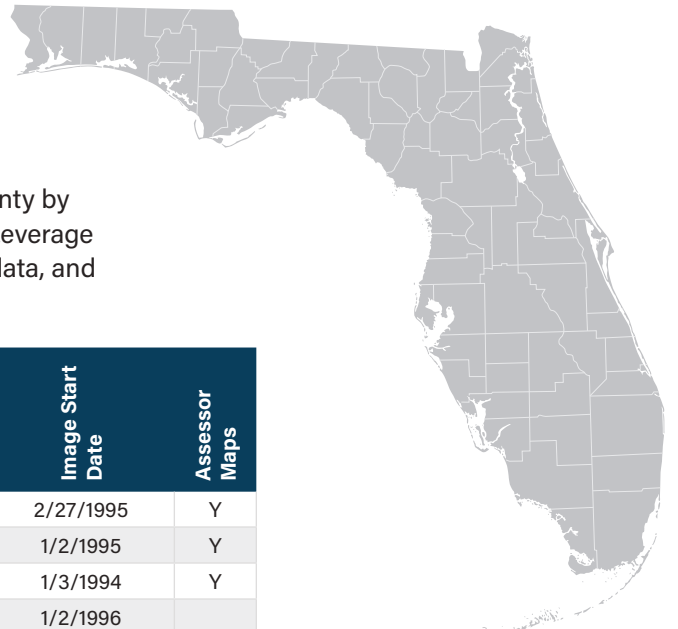 nty by
everage
data, and
Image Start
Date
Assessor
Maps
2/27/1995 Y
1/2/1995 Y
1/3/1994 Y
1/2/1996